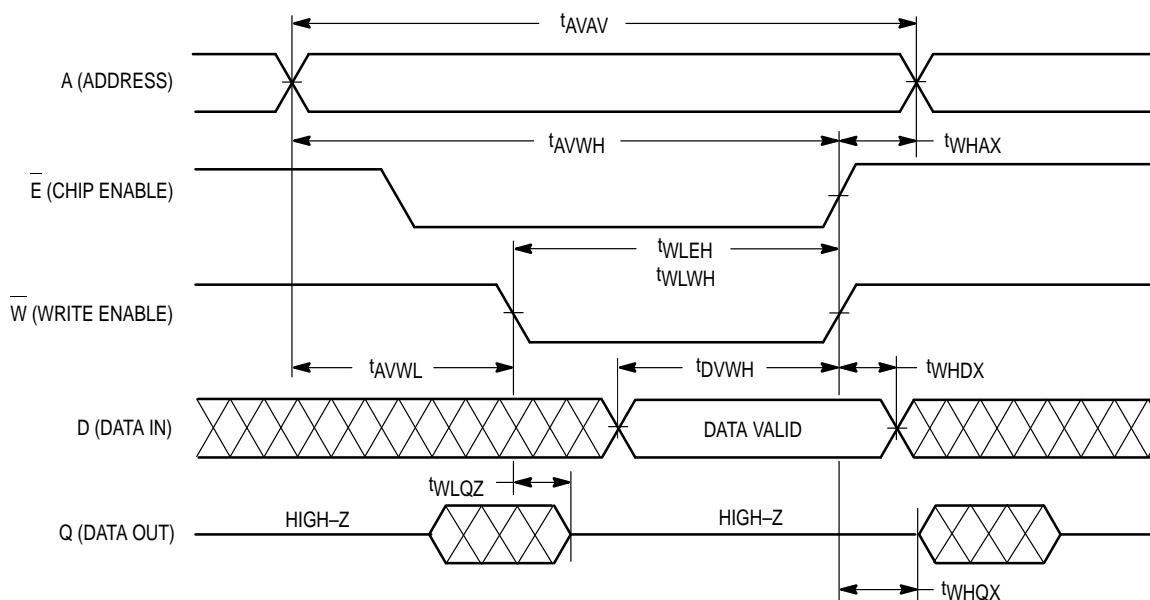 tAVAV
A (ADDRESS)
tAVWH
tWHAX
E (CHIP ENABLE)
tWLEH
tWLWH
W (WRITE ENABLE)
tAVWL
tDVWH
tWHDX
D (DATA IN)
DATA VALID
tWLQZ
Q (DATA OUT)
HIGH–Z
HIGH–Z
tWHQX